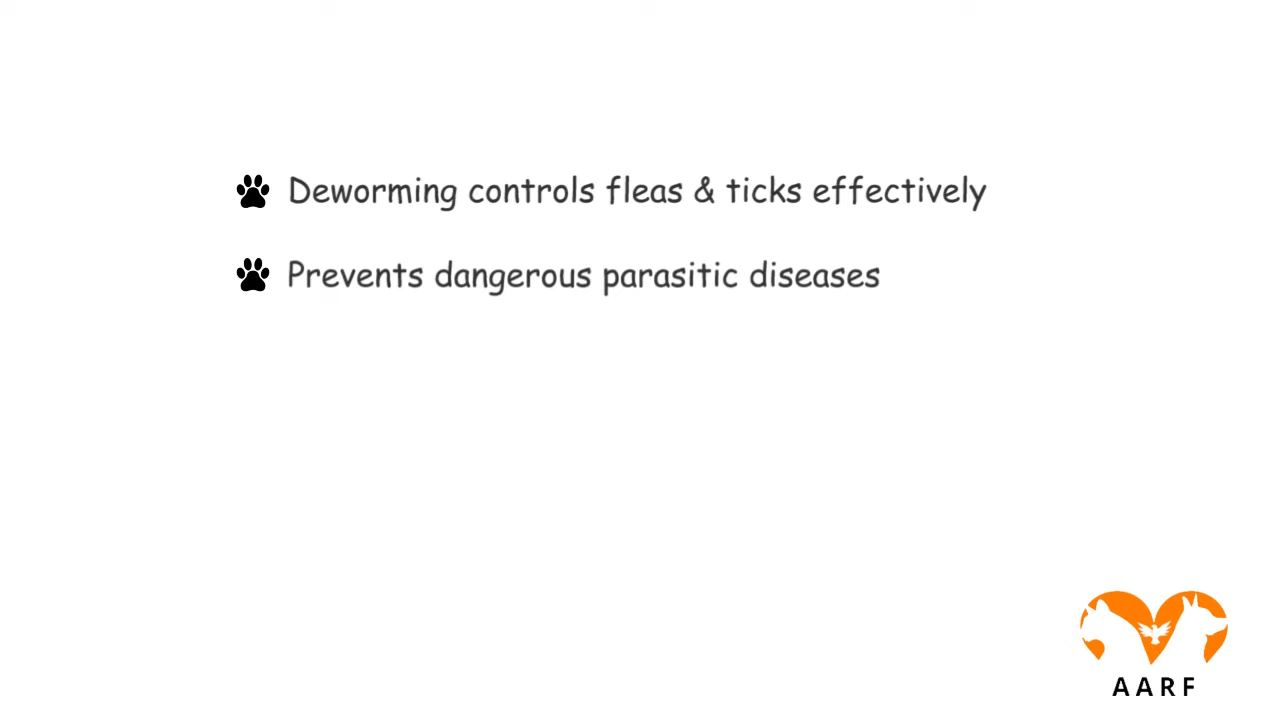 Deworming controls fleas & ticks effectively
Prevents dangerous parasitic diseases
AARF